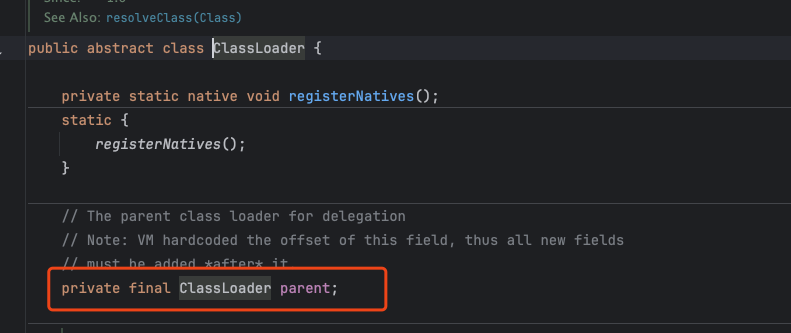 See Also: resolveClass(Class)
public abstract class ClassLoader {
private static native void registerNatives();
static {
registerNatives();
}
// The parent class loader for delegation
// Note: VM hardcoded the offset of this field, thus all new fields
// must be added *after* it
private final ClassLoader parent;